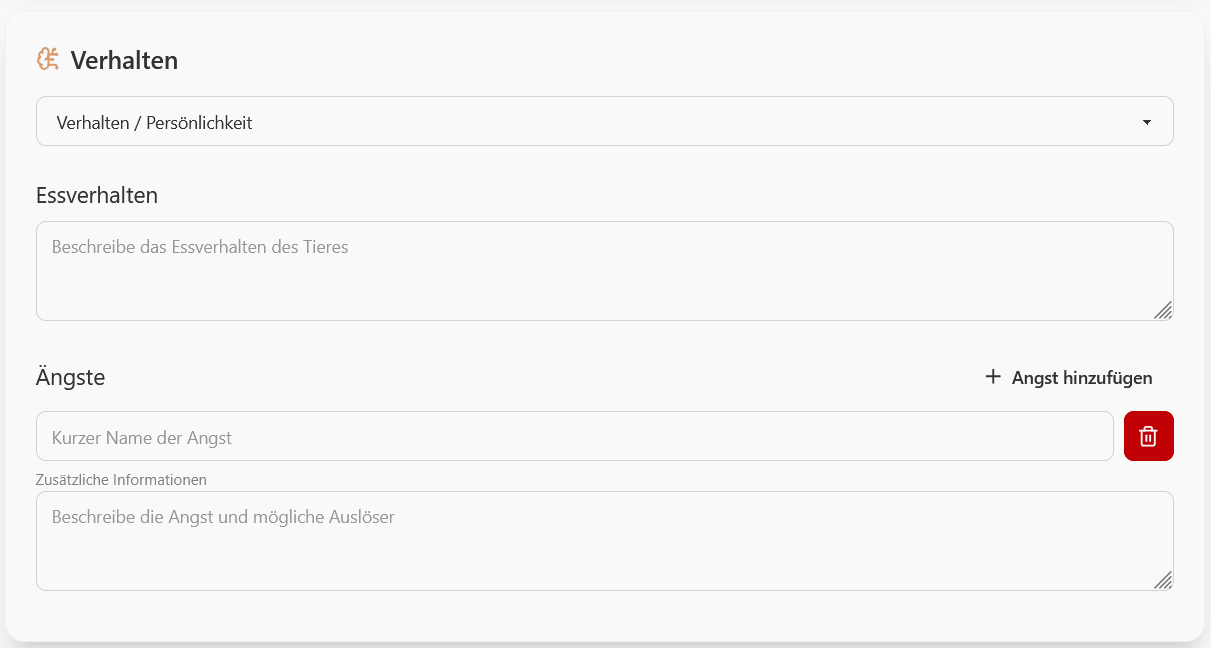 Verhalten
Verhalten / Persönlichkeit
Essverhalten
Beschreibe das Essverhalten des Tieres
Ängste
Angst hinzufügen
Kurzer Name der Angst
Zusätzliche Informationen
Beschreibe die Angst und mögliche Auslöser